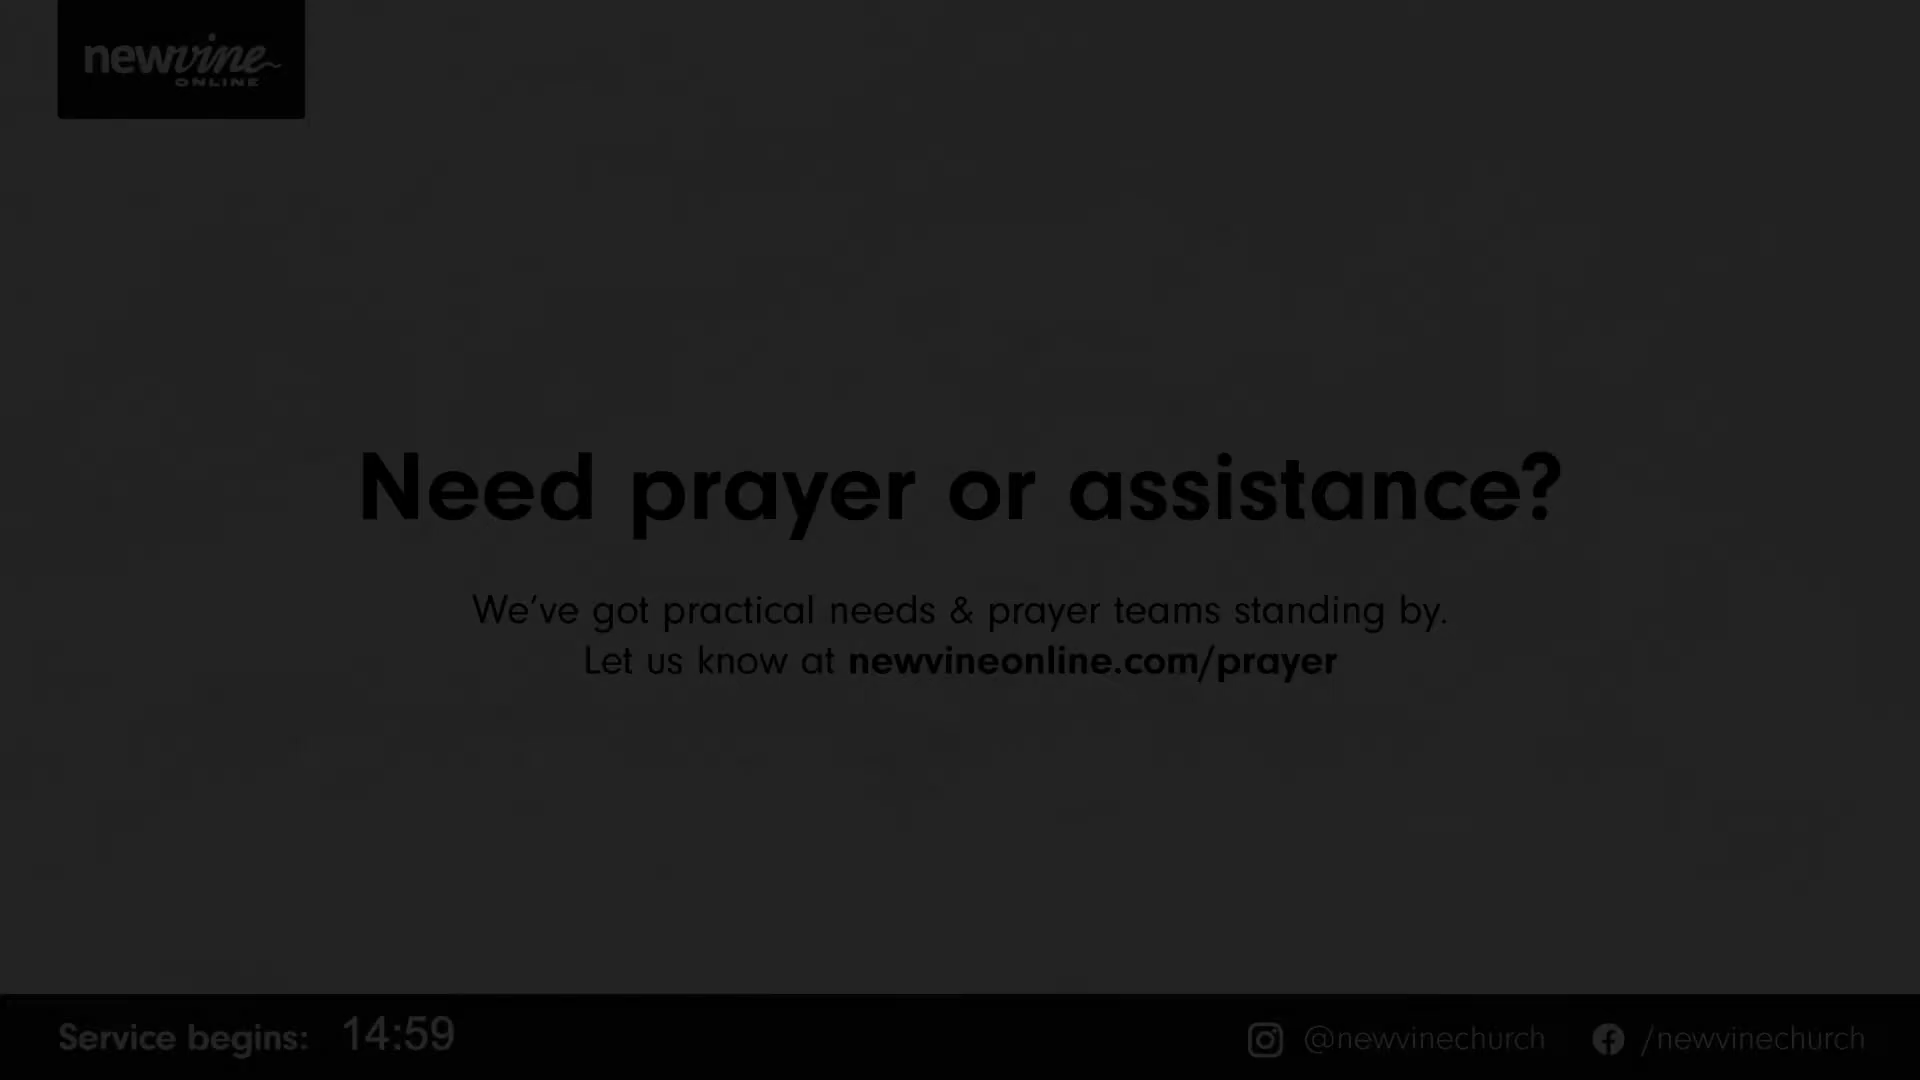 newvine
ONLINE
Need prayer or assistance?
We've got practical needs & prayer teams standing by.
Let us know at newvineonline.com/prayer
Service begins: 14:59
@newvinechurch
/newvinechurch